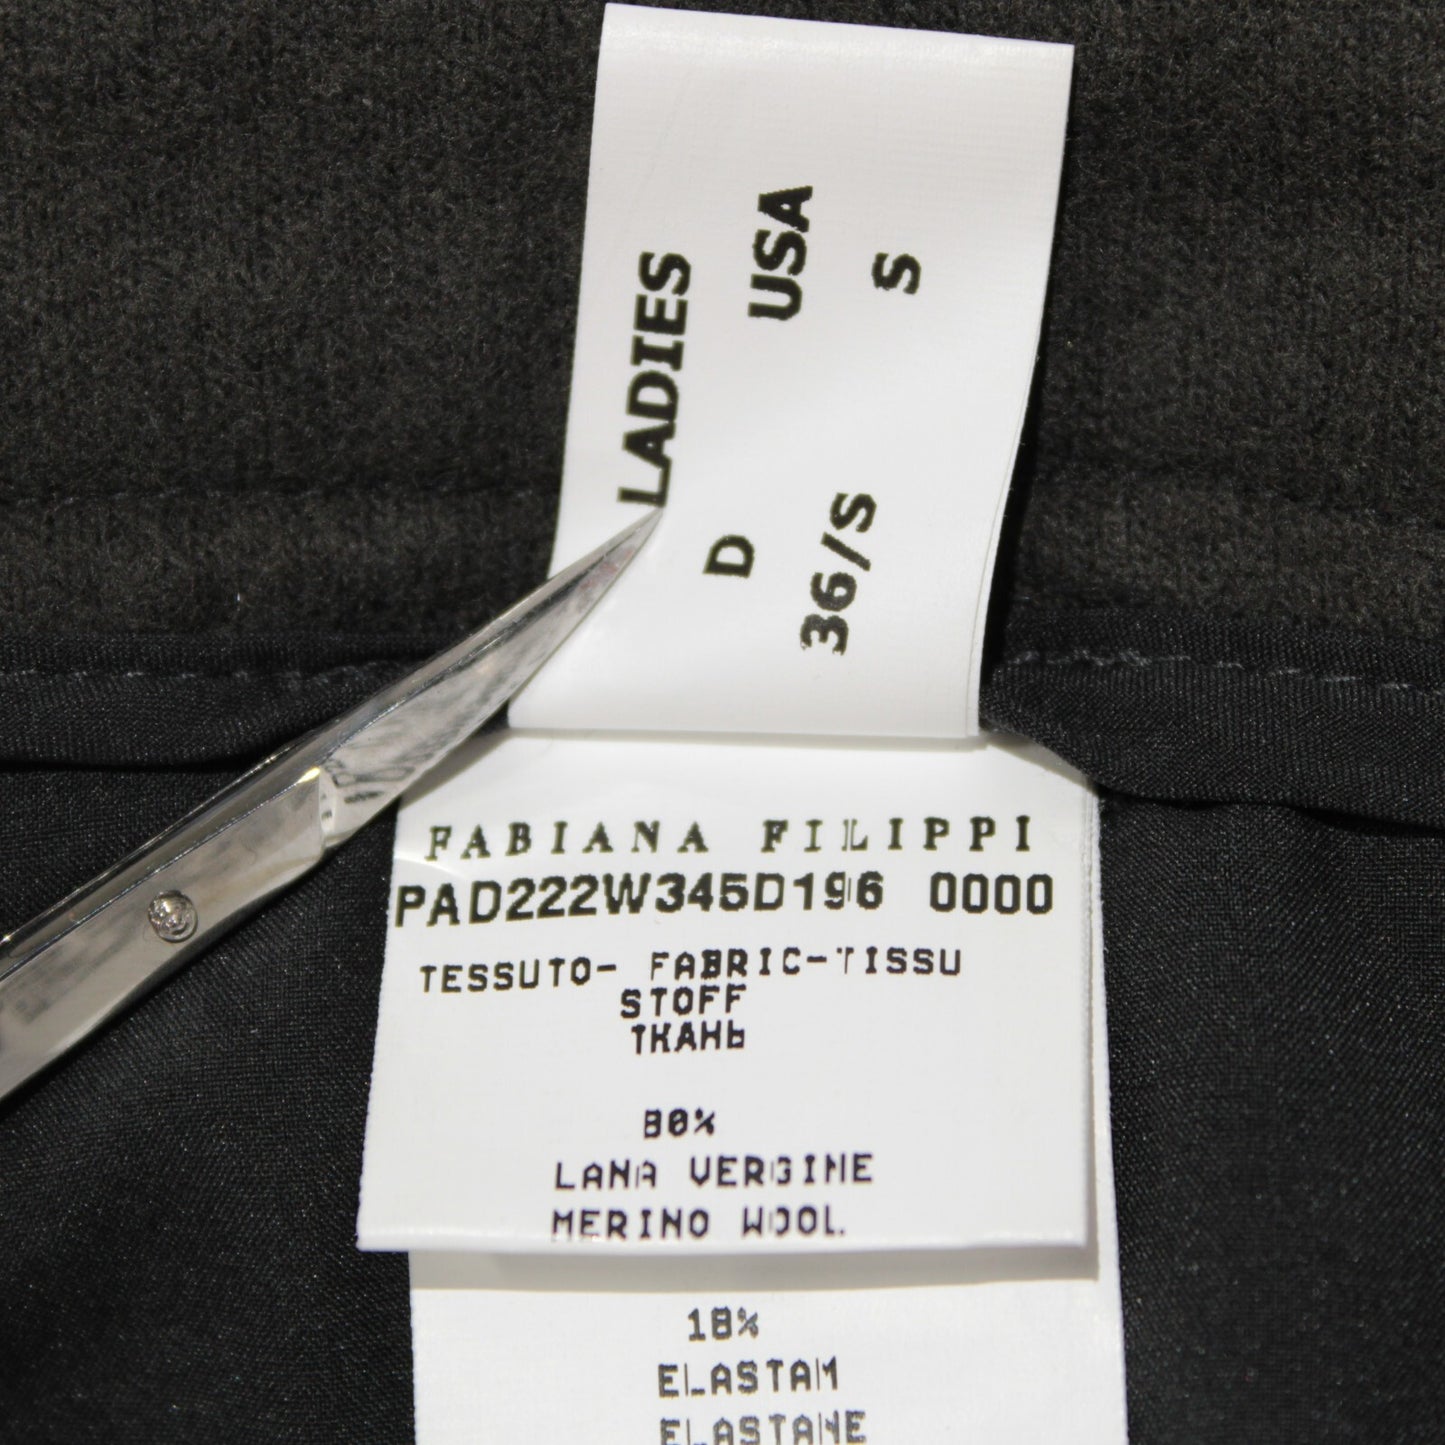 LADIES
USA
S
D
36/S
FABIANA FILIPPI
PAD222W345D196 0000
TESSUTO- FABRIC-TISSU
STOFF
ТКАНЬ
80%
LANA VERGINE
MERINO WOOL
18%
ELASTAM
ELASTANE